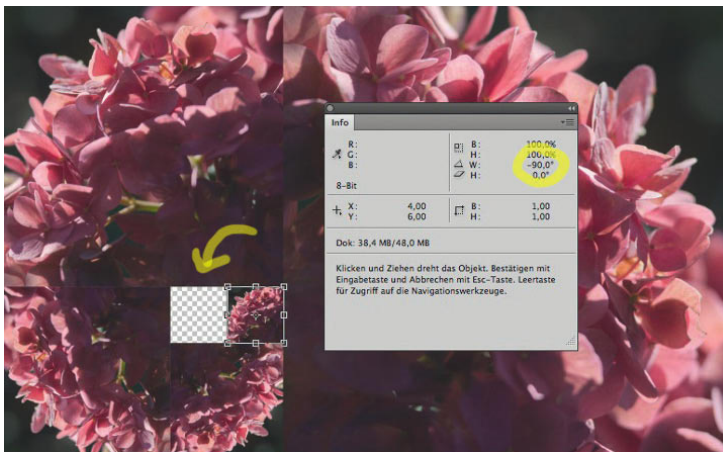 Info
R:
G:
B:
8-Bit
B: 100,0%
H: 100,0%
W: -90,0°
H: 0,0°
X: 4,00
Y: 6,00
B: 1,00
H: 1,00
Dok: 38,4 MB/48,0 MB
Klicken und Ziehen dreht das Objekt. Bestätigen mit
Eingabetaste und Abbrechen mit Esc-Taste. Leertaste
für Zugriff auf die Navigationswerkzeuge.